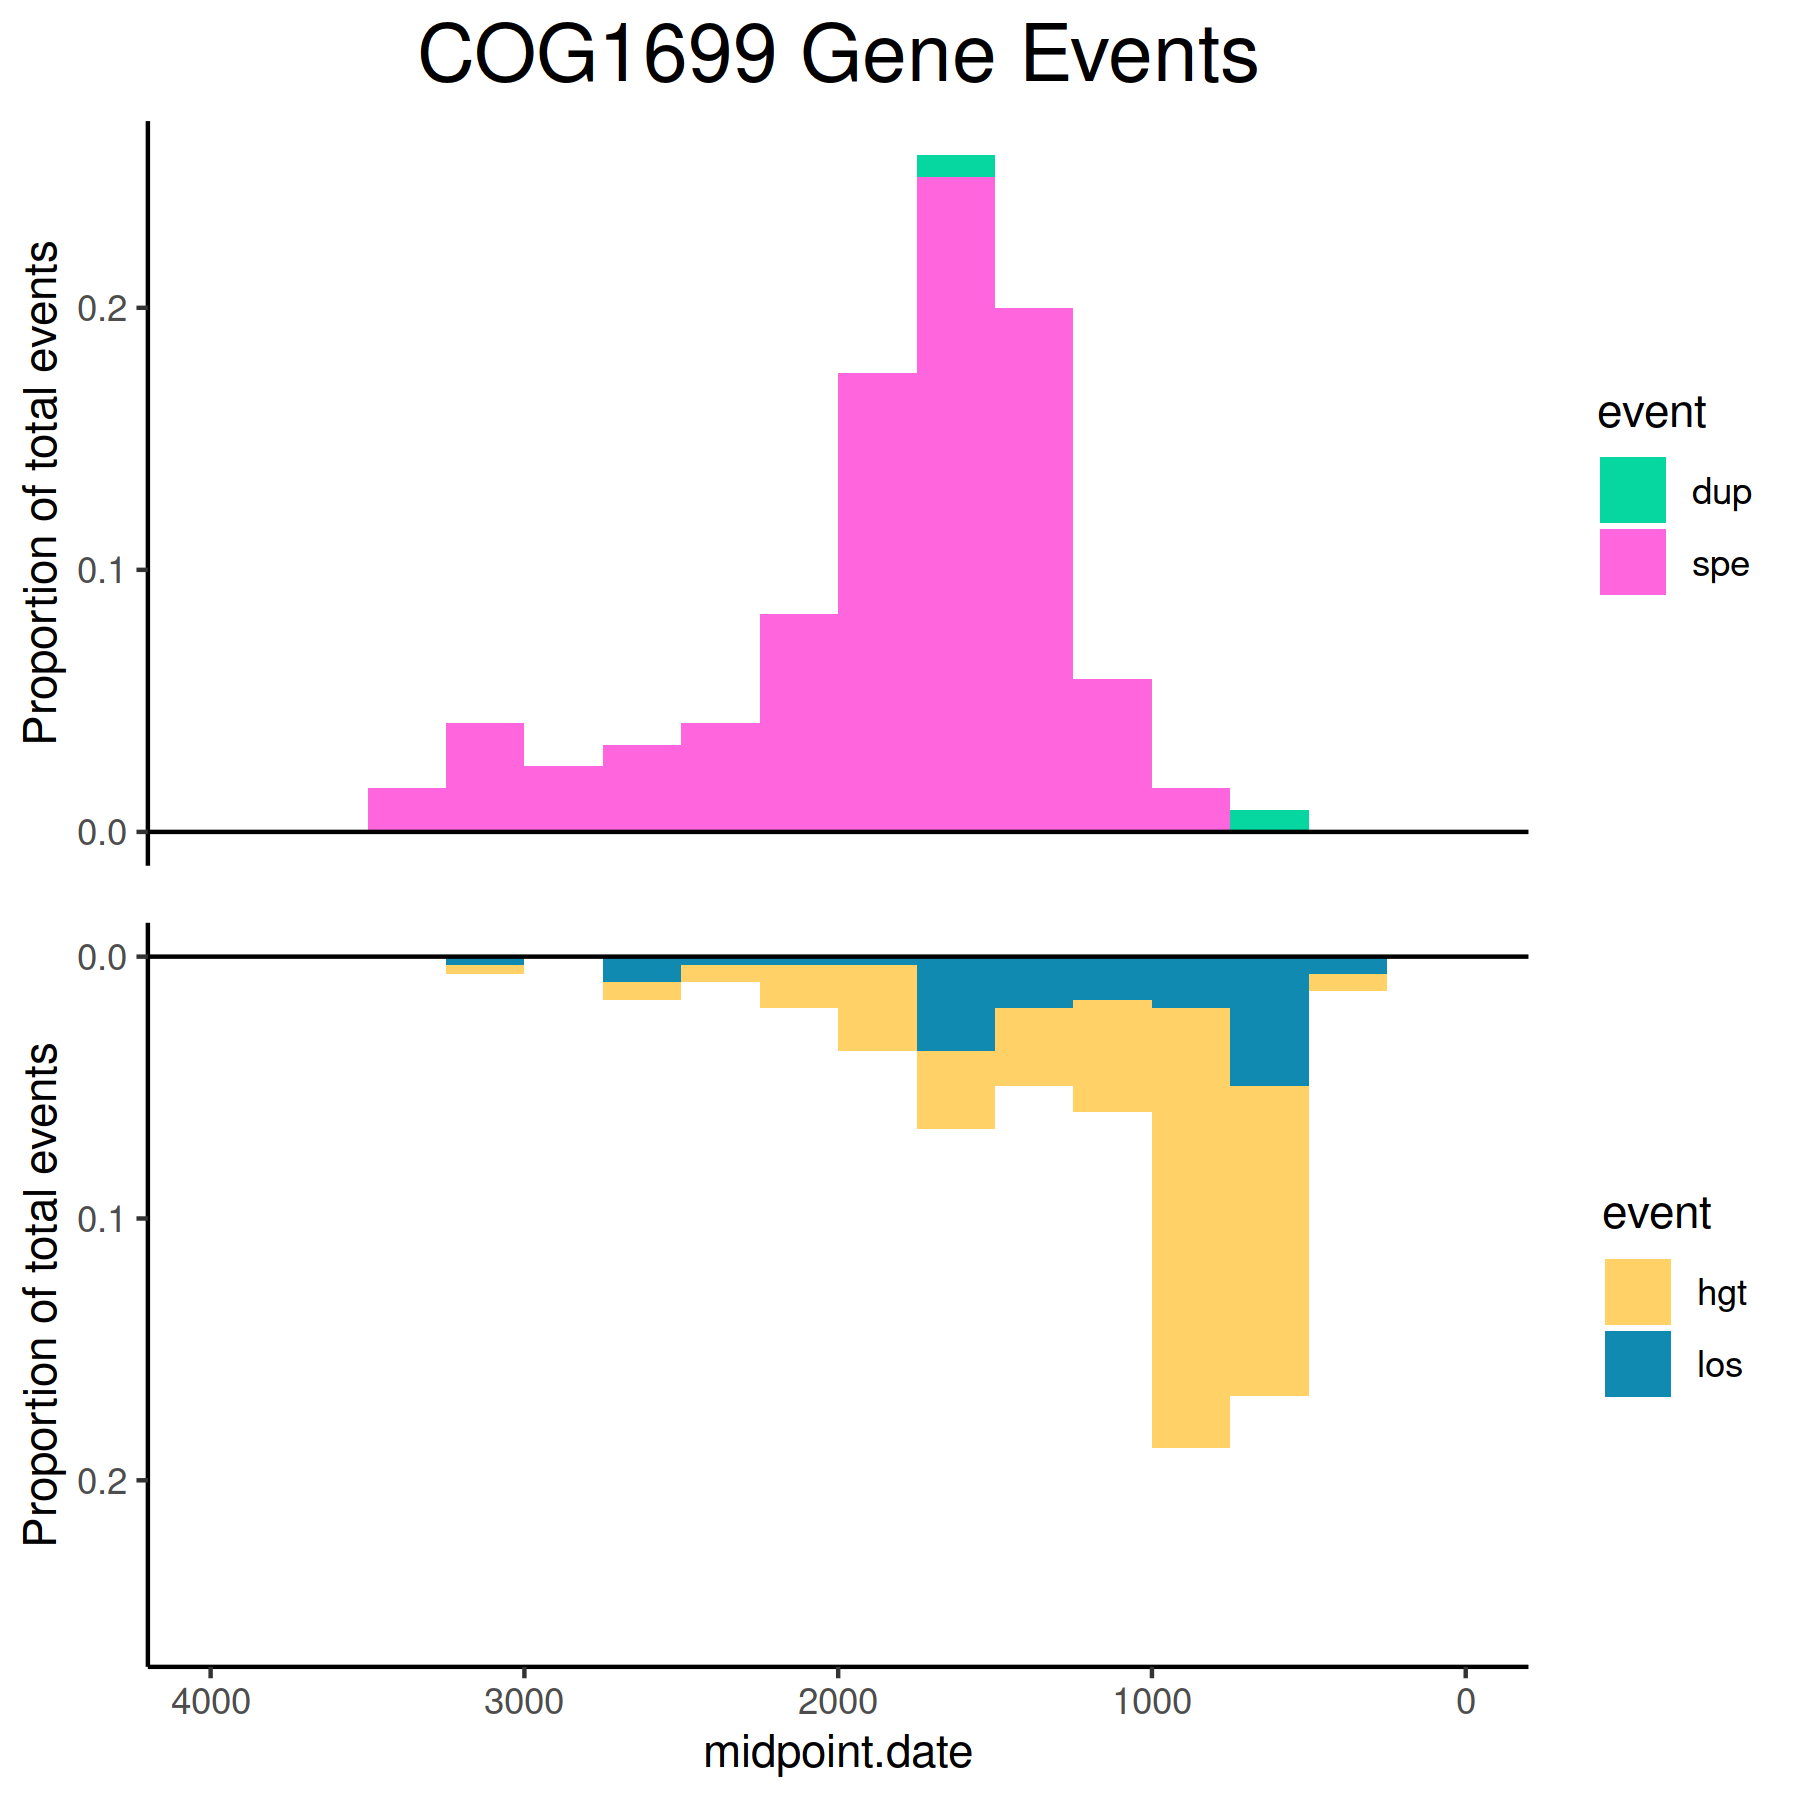 COG1699 Gene Events
Proportion of total events
0.2
0.1
0.0
event
dup
spe
Proportion of total events
0.0
0.1
0.2
event
hgt
los
4000 3000 2000 1000 0
midpoint.date